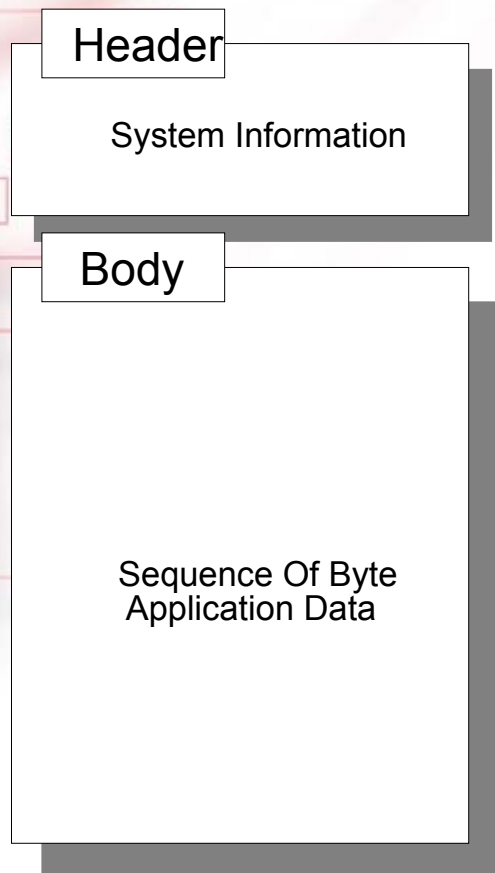 Header
System Information
Body
Sequence Of Byte
Application Data